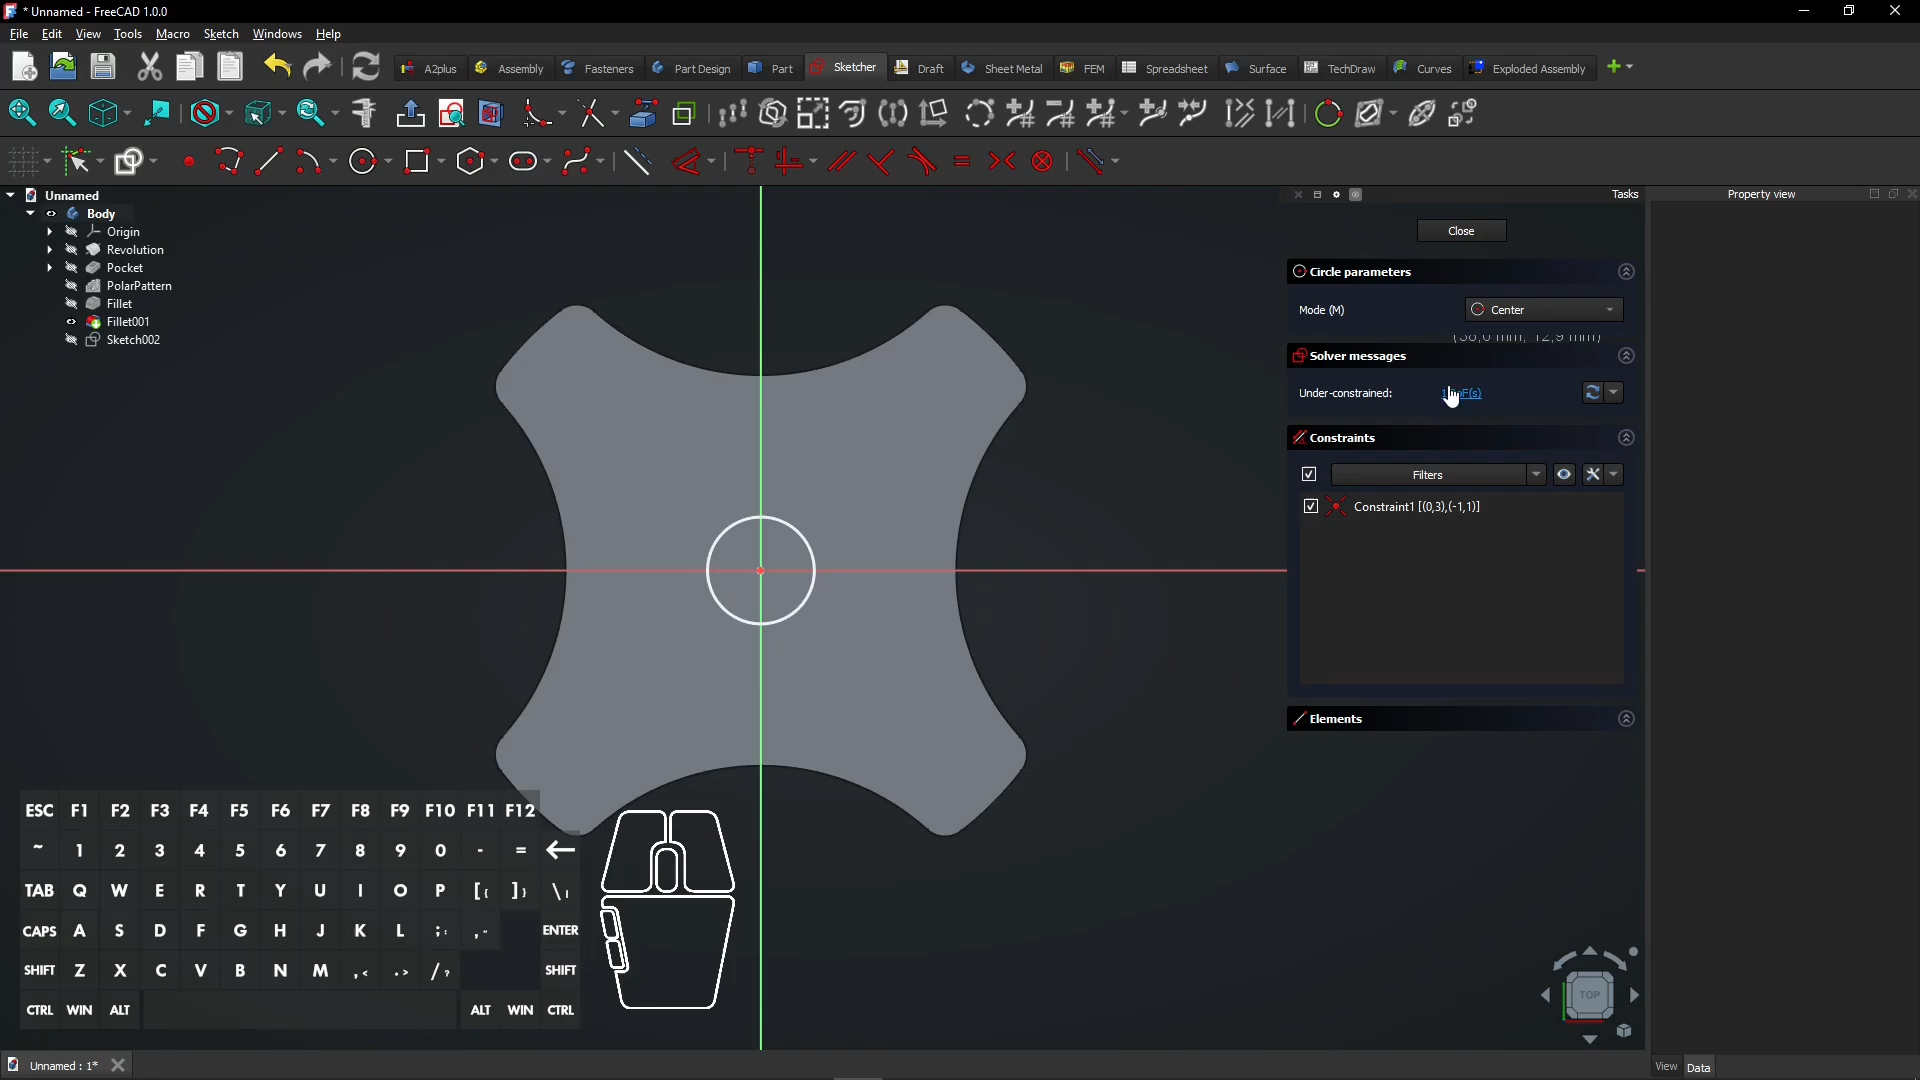 * Unnamed - FreeCAD 1.0.0
File Edit View Tools Macro Sketch Windows Help
A2plus Assembly Fasteners Part Design Part Sketcher Draft Sheet Metal FEM Spreadsheet Surface TechDraw Curves Exploded Assembly
Unnamed
Body
Origin
Revolution
Pocket
PolarPattern
Fillet
Fillet001
Sketch002
Tasks
Close
Circle parameters
Mode (M) Center
Solver messages
Under-constrained:
Constraints
Filters
Constraint1 [(0,3),(-1,1)]
Elements
Property view
ESC F1 F2 F3 F4 F5 F6 F7 F8 F9 F10 F11 F12
~ 1 2 3 4 5 6 7 8 9 0 - =
TAB Q W E R T Y U I O P [{ ]} \|
CAPS A S D F G H J K L ;: ENTER
SHIFT Z X C V B N M ,< .> /? SHIFT
CTRL WIN ALT ALT WIN CTRL
TOP
Unnamed : 1*
View Data